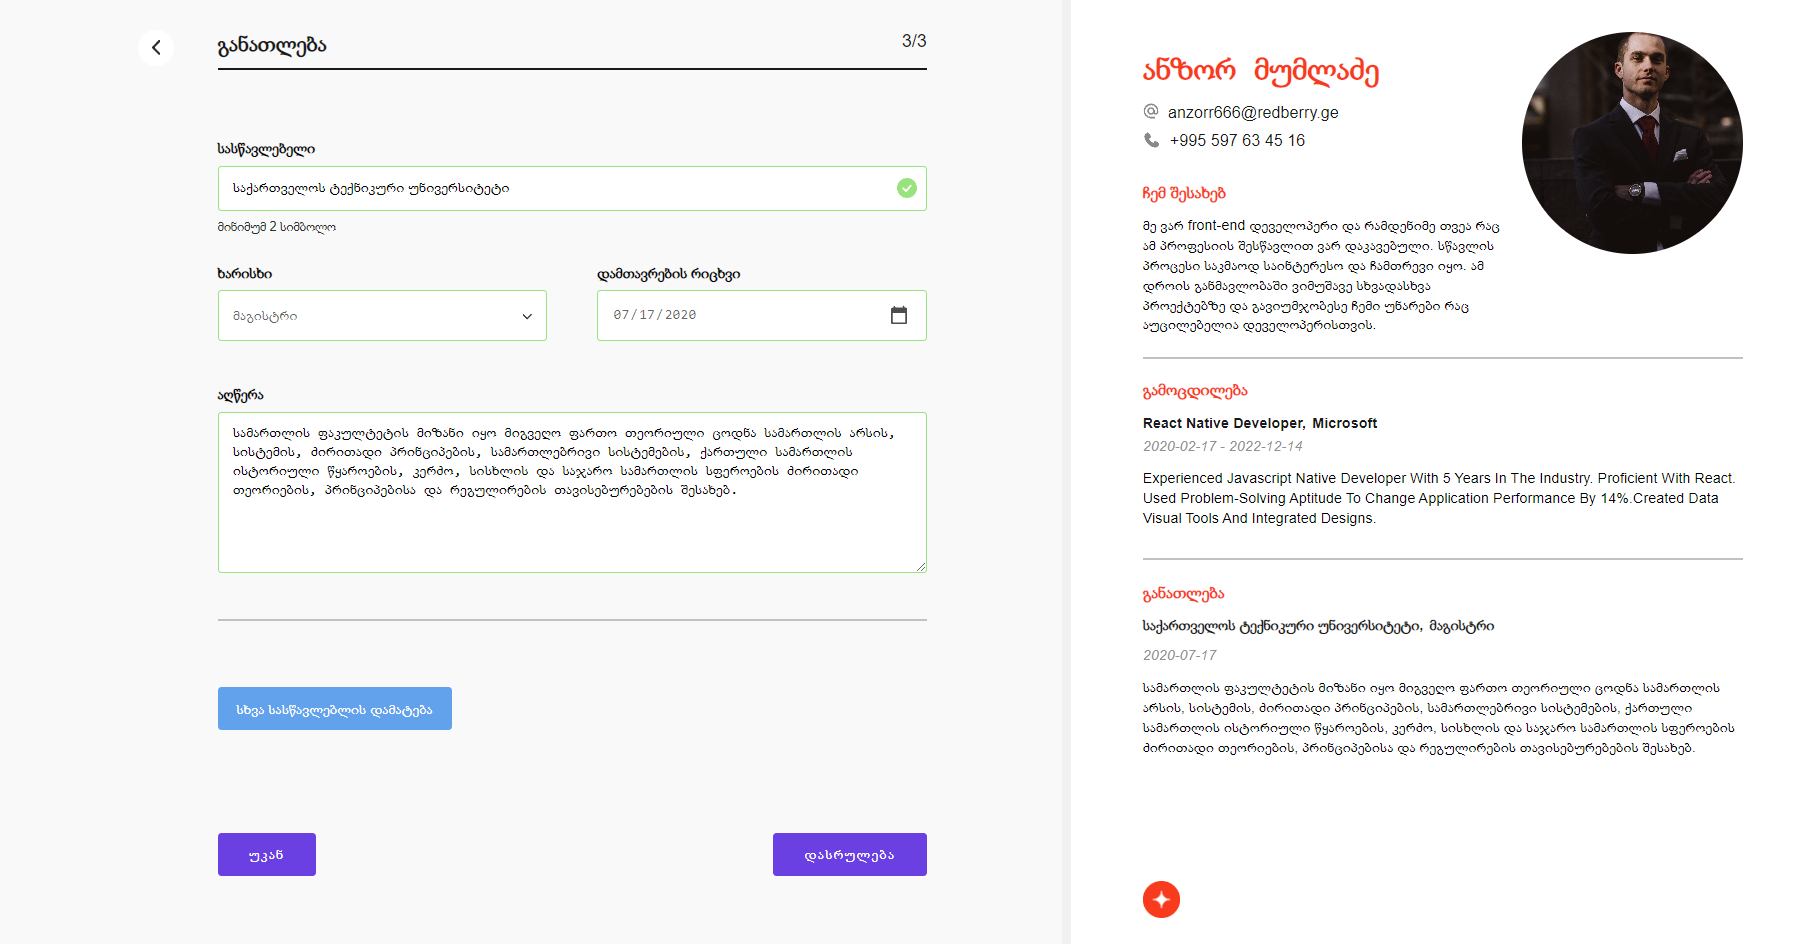 განათლება
3/3
სასწავლებელი
საქართველოს ტექნიკური უნივერსიტეტი
მინიმუმ 2 სიმბოლო
ხარისხი
დამთავრების რიცხვი
მაგისტრი
07/17/2020
აღწერა
სამართლის ფაკულტეტის მიზანი იყო მიგვეღო ფართო თეორიული ცოდნა სამართლის არსის,
სისტემის, ძირითადი პრინციპების, სამართლებრივი სისტემების, ქართული სამართლის
ისტორიული წყაროების, კერძო, სისხლის და საჯარო სამართლის სფეროების ძირითადი
თეორიების, პრინციპებისა და რეგულირების თავისებურებების შესახებ.
სხვა სასწავლებლის დამატება
უკან
დასრულება
ანზორ მუმლაძე
anzorr666@redberry.ge
+995 597 63 45 16
ჩემ შესახებ
მე ვარ front-end დეველოპერი და რამდენიმე თვეა რაც
ამ პროფესიის შესწავლით ვარ დაკავებული. სწავლის
პროცესი საკმაოდ საინტერესო და ჩამთრევი იყო. ამ
დროის განმავლობაში ვიმუშავე სხვადასხვა
პროექტებზე და გავიუმჯობესე ჩემი უნარები რაც
აუცილებელია დეველოპერისთვის.
გამოცდილება
React Native Developer, Microsoft
2020-02-17 - 2022-12-14
Experienced Javascript Native Developer With 5 Years In The Industry. Proficient With React.
Used Problem-Solving Aptitude To Change Application Performance By 14%.Created Data
Visual Tools And Integrated Designs.
განათლება
საქართველოს ტექნიკური უნივერსიტეტი, მაგისტრი
2020-07-17
სამართლის ფაკულტეტის მიზანი იყო მიგვეღო ფართო თეორიული ცოდნა სამართლის
არსის, სისტემის, ძირითადი პრინციპების, სამართლებრივი სისტემების, ქართული
სამართლის ისტორიული წყაროების, კერძო, სისხლის და საჯარო სამართლის სფეროების
ძირითადი თეორიების, პრინციპებისა და რეგულირების თავისებურებების შესახებ.